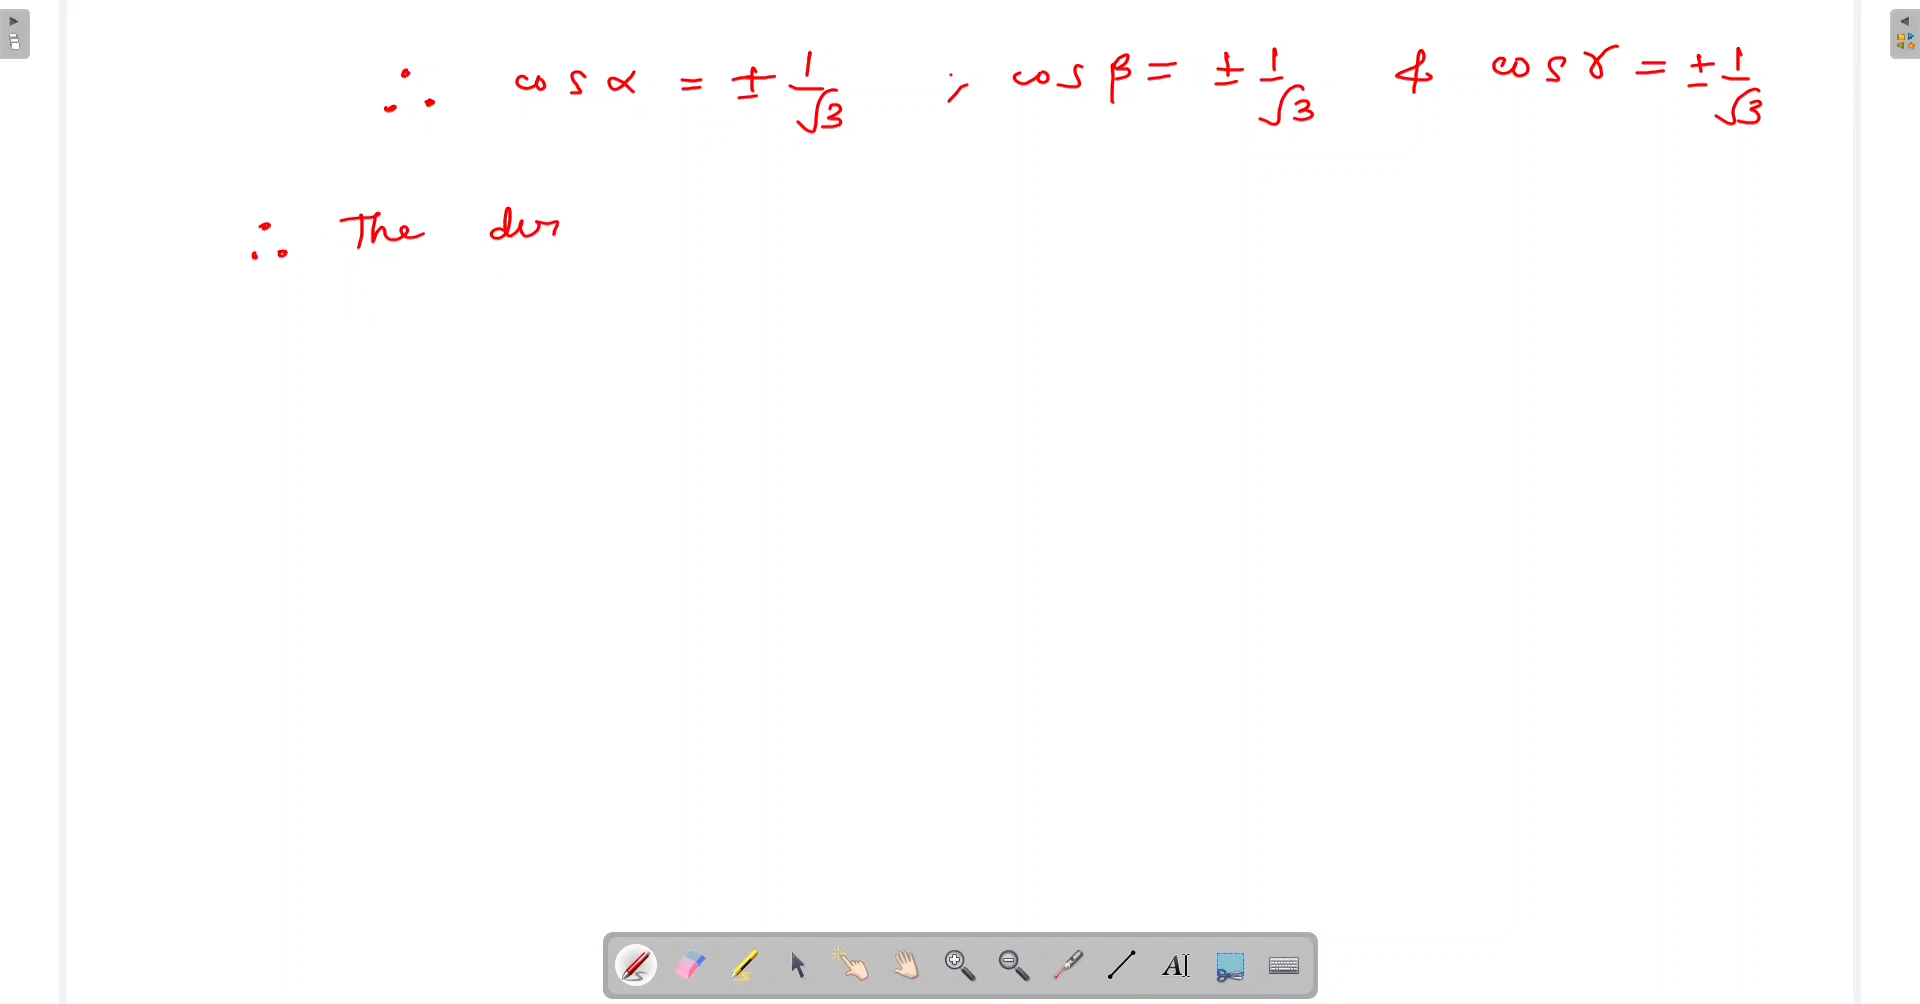 ∴ cos α = ± 1/√3 ; cos β = ± 1/√3 & cos γ = ± 1/√3
∴ The dir